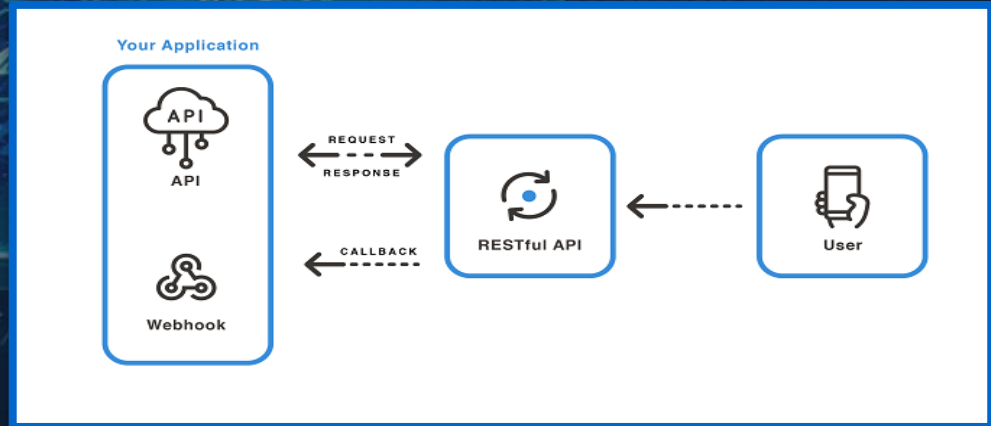 Your Application
API
API
REQUEST
RESPONSE
CALLBACK
Webhook
RESTful API
User